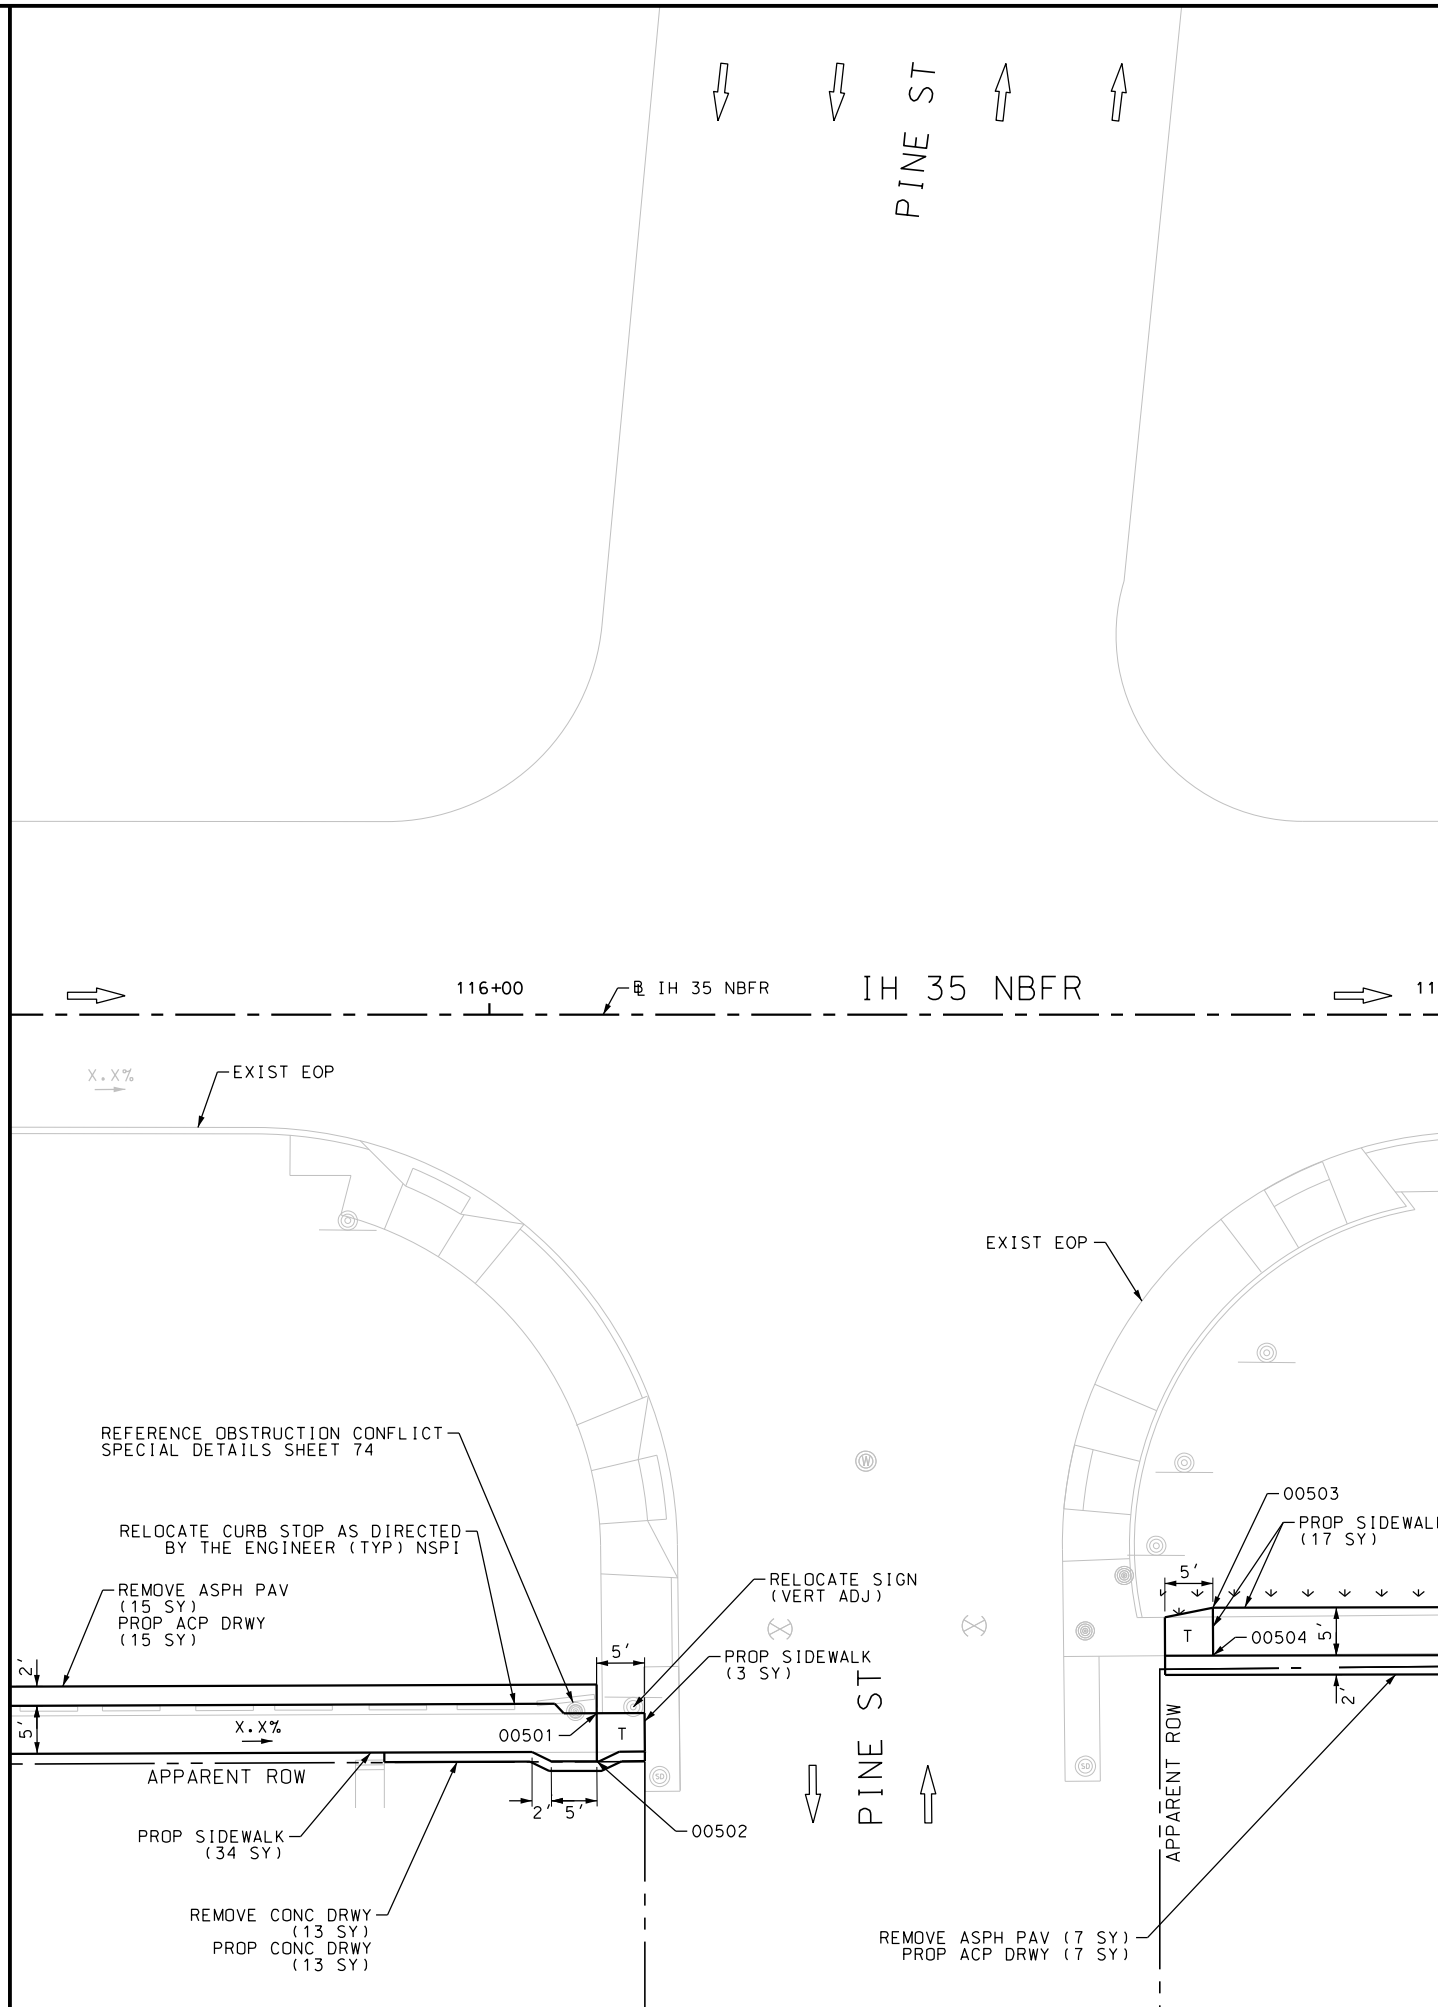 PINE ST
116+00
B IH 35 NBFR
IH 35 NBFR
11
X.X%
EXIST EOP
EXIST EOP
REFERENCE OBSTRUCTION CONFLICT
SPECIAL DETAILS SHEET 74
W
00503
PROP SIDEWALK
(17 SY)
RELOCATE CURB STOP AS DIRECTED
BY THE ENGINEER (TYP) NSPI
5'
RELOCATE SIGN
(VERT ADJ)
REMOVE ASPH PAV
(15 SY)
PROP ACP DRWY
(15 SY)
5'
T
00504
5'
PROP SIDEWALK
(3 SY)
2'
2'
5'
X.X%
00501
T
PINE ST
APPARENT ROW
APPARENT ROW
SD
SD
2'
5'
00502
PROP SIDEWALK
(34 SY)
REMOVE CONC DRWY
(13 SY)
PROP CONC DRWY
(13 SY)
REMOVE ASPH PAV (7 SY)
PROP ACP DRWY (7 SY)